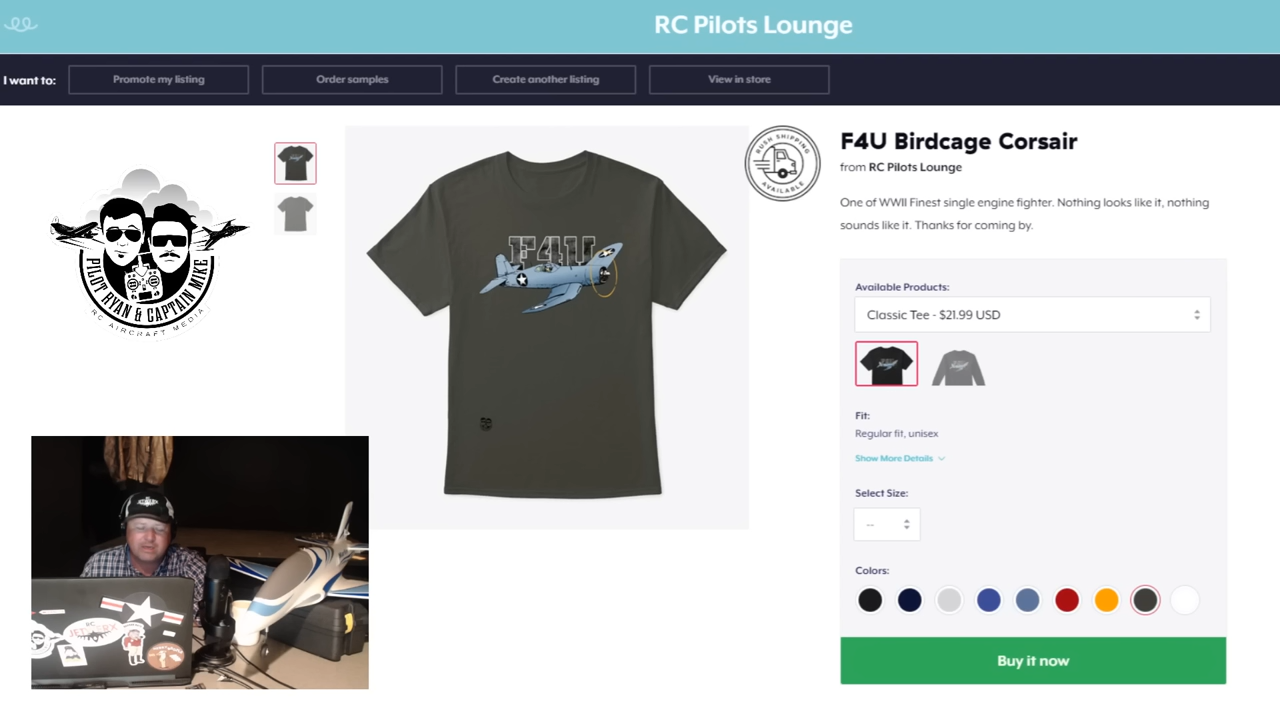 RC Pilots Lounge
I want to:
Promote my listing
Order samples
Create another listing
View in store
PILOT RYAN & CAPTAIN MIKE
RC AIRCRAFT MEDIA
F4U
RUSH SHIPPING
AVAILABLE
F4U Birdcage Corsair
from RC Pilots Lounge
One of WWII Finest single engine fighter. Nothing looks like it, nothing
sounds like it. Thanks for coming by.
Available Products:
Classic Tee - $21.99 USD
Fit:
Regular fit, unisex
Show More Details
Select Size:
--
Colors:
Buy it now
RC